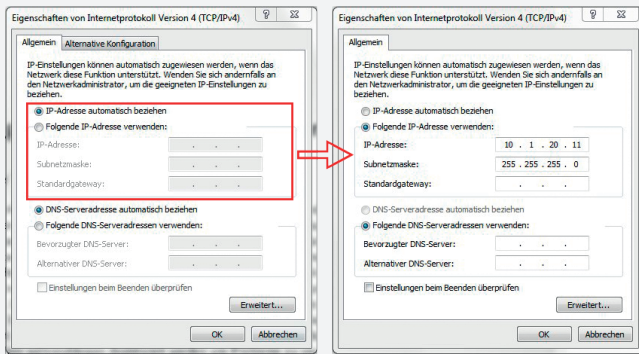 Eigenschaften von Internetprotokoll Version 4 (TCP/IPv4)
Allgemein
Alternative Konfiguration
IP-Einstellungen können automatisch zugewiesen werden, wenn das
Netzwerk diese Funktion unterstützt. Wenden Sie sich andernfalls an
den Netzwerkadministrator, um die geeigneten IP-Einstellungen zu
beziehen.
IP-Adresse automatisch beziehen
Folgende IP-Adresse verwenden:
IP-Adresse:
Subnetzmaske:
Standardgateway:
DNS-Serveradresse automatisch beziehen
Folgende DNS-Serveradressen verwenden:
Bevorzugter DNS-Server:
Alternativer DNS-Server:
Einstellungen beim Beenden überprüfen
Erweitert...
OK Abbrechen
Eigenschaften von Internetprotokoll Version 4 (TCP/IPv4)
Allgemein
IP-Einstellungen können automatisch zugewiesen werden, wenn das
Netzwerk diese Funktion unterstützt. Wenden Sie sich andernfalls an
den Netzwerkadministrator, um die geeigneten IP-Einstellungen zu
beziehen.
IP-Adresse automatisch beziehen
Folgende IP-Adresse verwenden:
IP-Adresse: 10 . 1 . 20 . 11
Subnetzmaske: 255 . 255 . 255 . 0
Standardgateway: . . .
DNS-Serveradresse automatisch beziehen
Folgende DNS-Serveradressen verwenden:
Bevorzugter DNS-Server: . . .
Alternativer DNS-Server: . . .
Einstellungen beim Beenden überprüfen
Erweitert...
OK Abbrechen